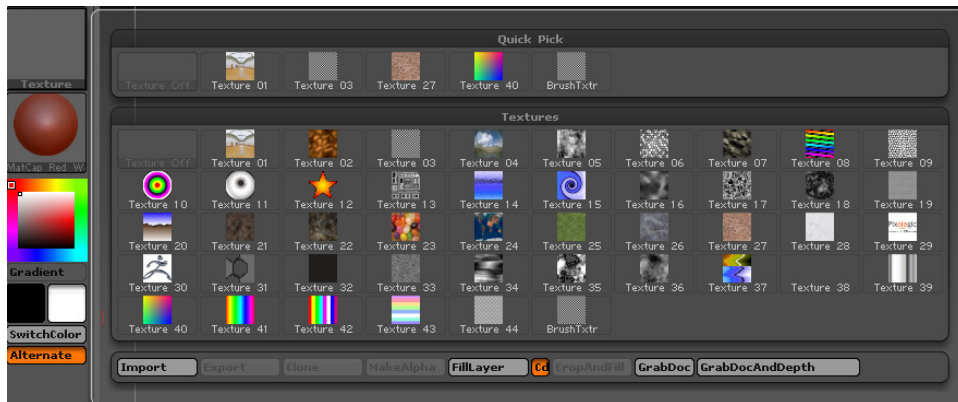 Quick Pick
Texture
Texture Off Texture 01 Texture 03 Texture 27 Texture 40 BrushTxtr
Textures
MatCap Red W
Texture Off Texture 01 Texture 02 Texture 03 Texture 04 Texture 05 Texture 06 Texture 07 Texture 08 Texture 09
Texture 10 Texture 11 Texture 12 Texture 13 Texture 14 Texture 15 Texture 16 Texture 17 Texture 18 Texture 19
Pixologic
Texture 20 Texture 21 Texture 22 Texture 23 Texture 24 Texture 25 Texture 26 Texture 27 Texture 28 Texture 29
Gradient
Texture 30 Texture 31 Texture 32 Texture 33 Texture 34 Texture 35 Texture 36 Texture 37 Texture 38 Texture 39
SwitchColor
Texture 40 Texture 41 Texture 42 Texture 43 Texture 44 BrushTxtr
Alternate
Import Export Clone MakeAlpha FillLayer Cd CropAndFill GrabDoc GrabDocAndDepth